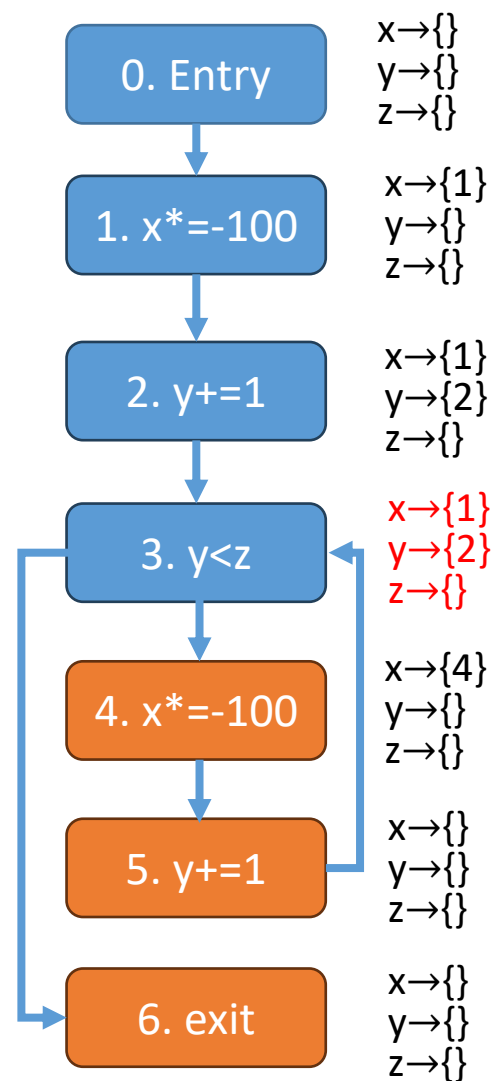 0. Entry
x→{}
y→{}
z→{}
1. x*=-100
x→{1}
y→{}
z→{}
2. y+=1
x→{1}
y→{2}
z→{}
3. y<z
x→{1}
y→{2}
z→{}
4. x*=-100
x→{4}
y→{}
z→{}
5. y+=1
x→{}
y→{}
z→{}
6. exit
x→{}
y→{}
z→{}